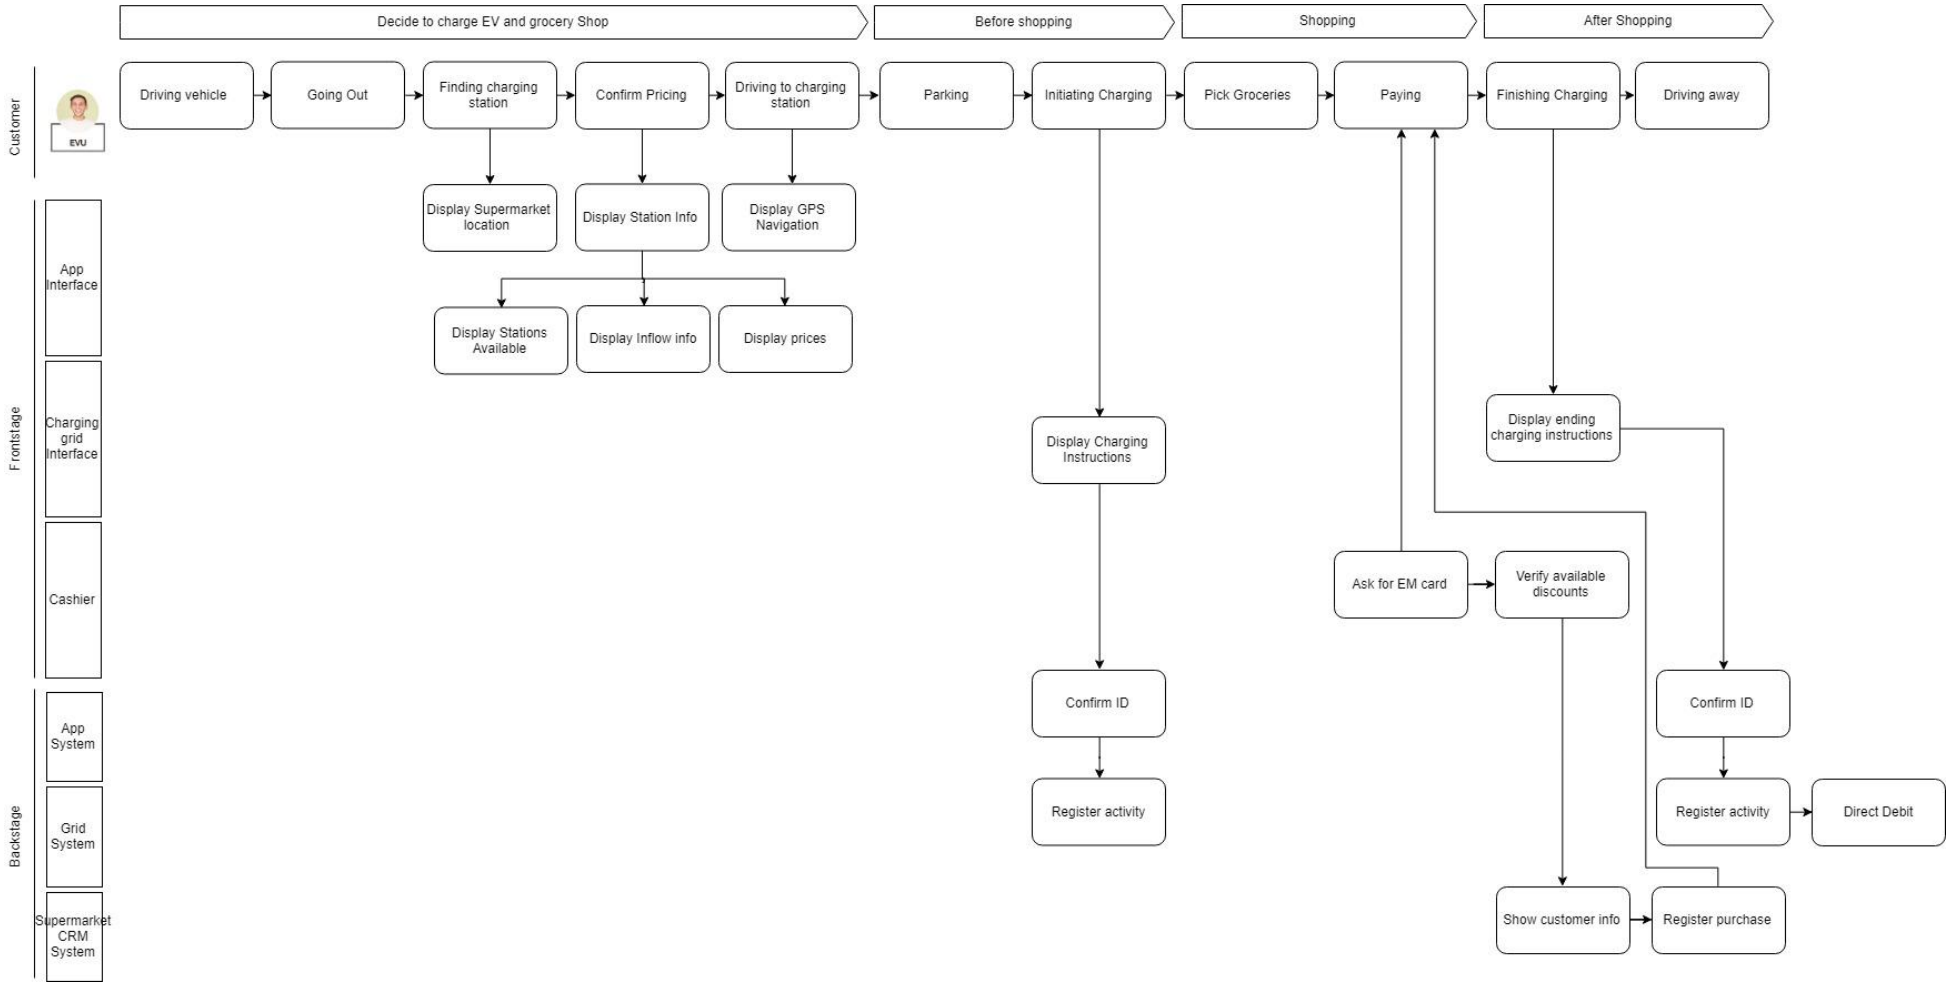 Decide to charge EV and grocery Shop
Before shopping
Shopping
After Shopping
Customer
EVU
Driving vehicle
Going Out
Finding charging
station
Confirm Pricing
Driving to charging
station
Parking
Initiating Charging
Pick Groceries
Paying
Finishing Charging
Driving away
Frontstage
App
Interface
Display Supermarket
location
Display Station Info
Display GPS
Navigation
Display Stations
Available
Display Inflow info
Display prices
Charging
grid
Interface
Display Charging
Instructions
Display ending
charging instructions
Cashier
Ask for EM card
Verify available
discounts
Backstage
App
System
Confirm ID
Confirm ID
Grid
System
Register activity
Register activity
Direct Debit
Supermarket
CRM
System
Show customer info
Register purchase